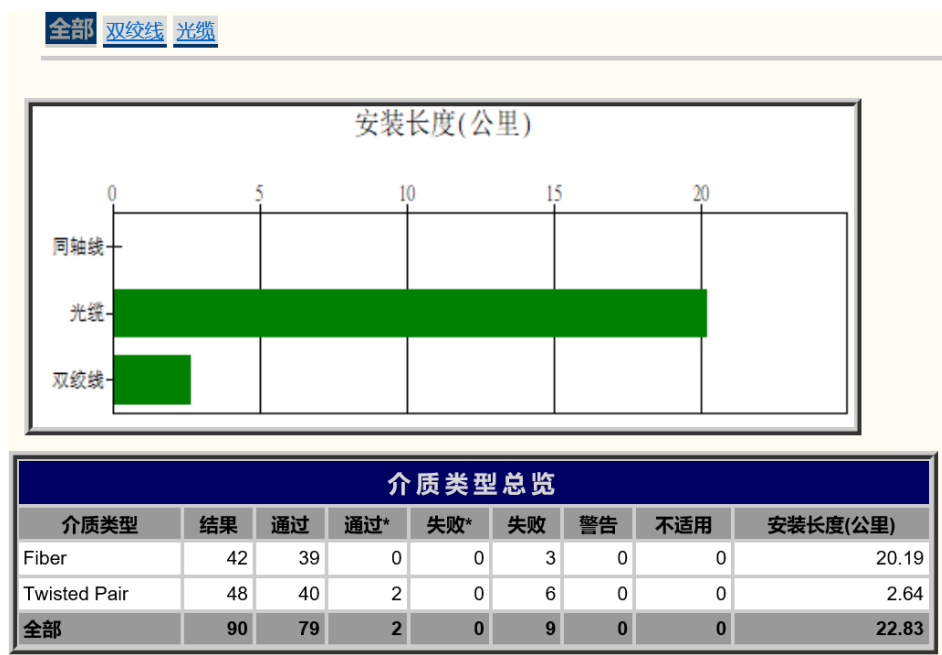 全部 双绞线 光缆
安装长度(公里)
0 5 10 15 20
同轴线
光缆
双绞线
介质类型总览
介质类型 结果 通过 通过* 失败* 失败 警告 不适用 安装长度(公里)
Fiber 42 39 0 0 3 0 0 20.19
Twisted Pair 48 40 2 0 6 0 0 2.64
全部 90 79 2 0 9 0 0 22.83